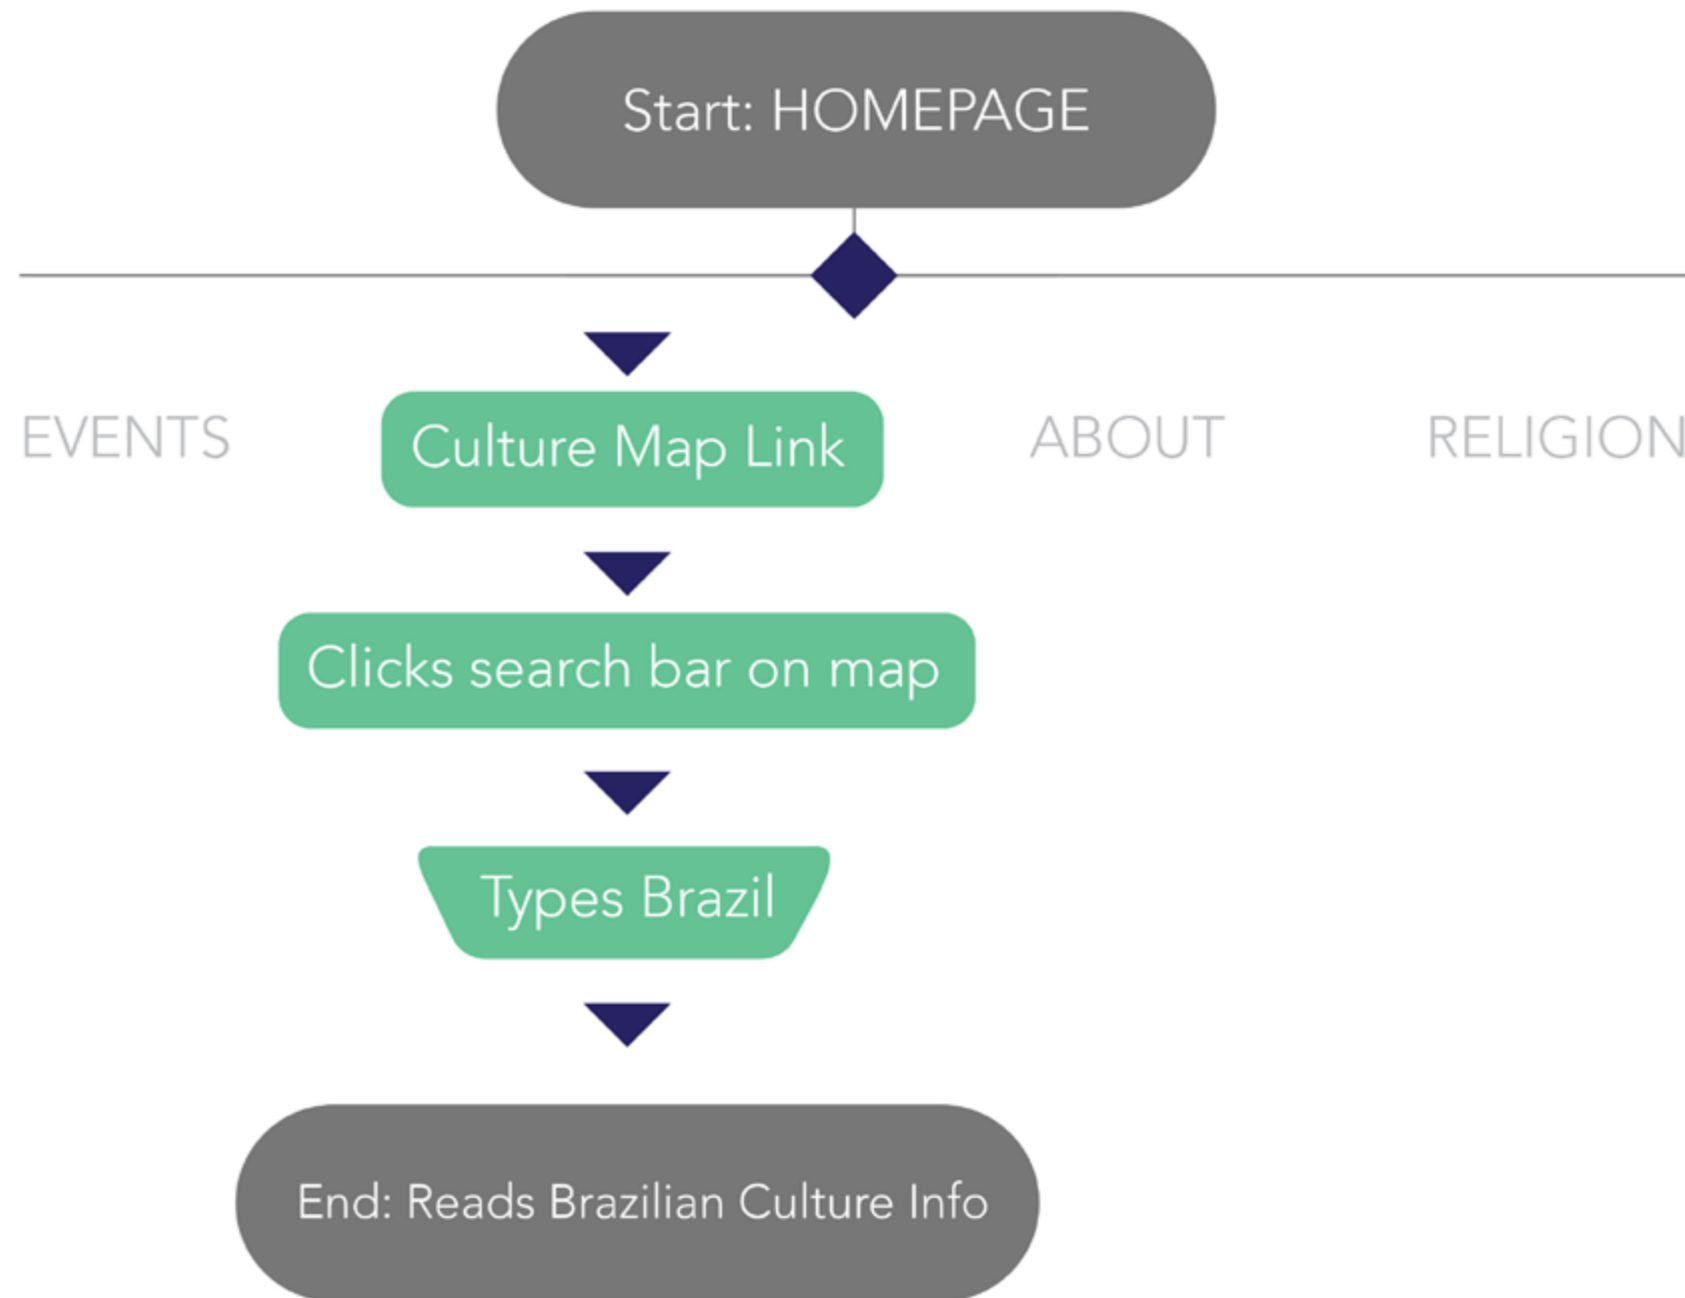 Start: HOMEPAGE
EVENTS
Culture Map Link
ABOUT
RELIGION
Clicks search bar on map
Types Brazil
End: Reads Brazilian Culture Info